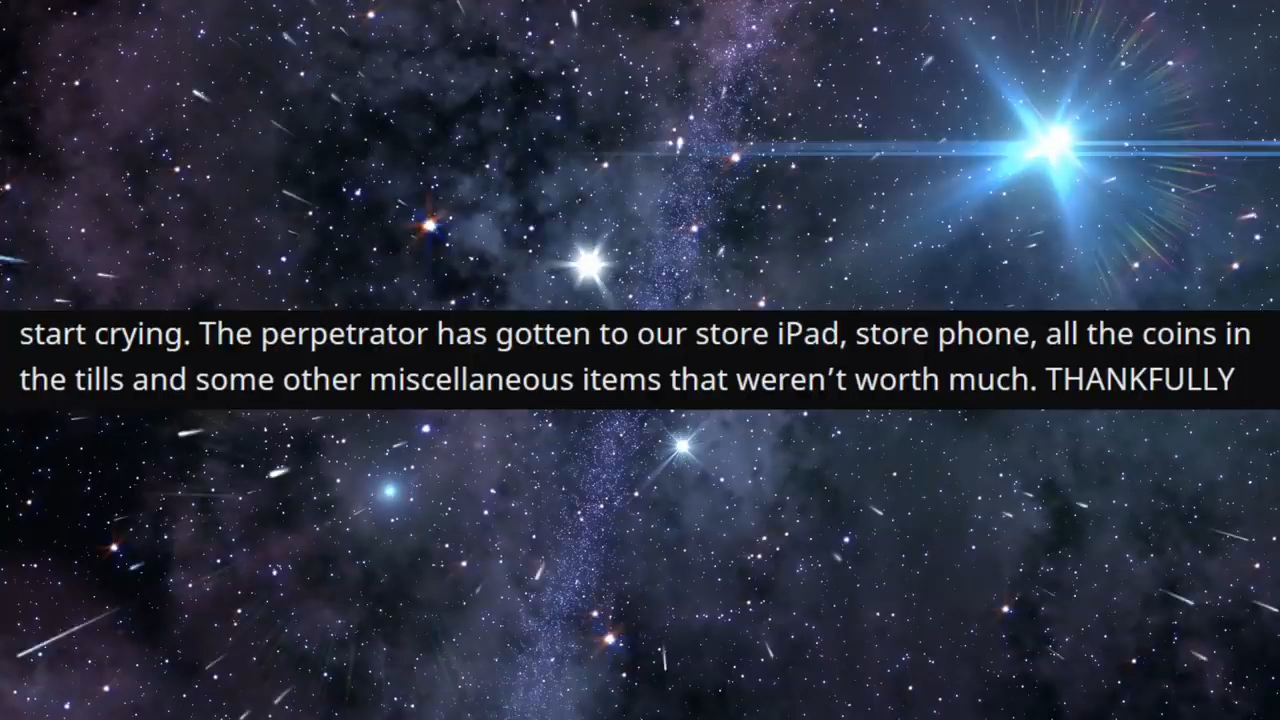 start crying. The perpetrator has gotten to our store iPad, store phone, all the coins in
the tills and some other miscellaneous items that weren’t worth much. THANKFULLY